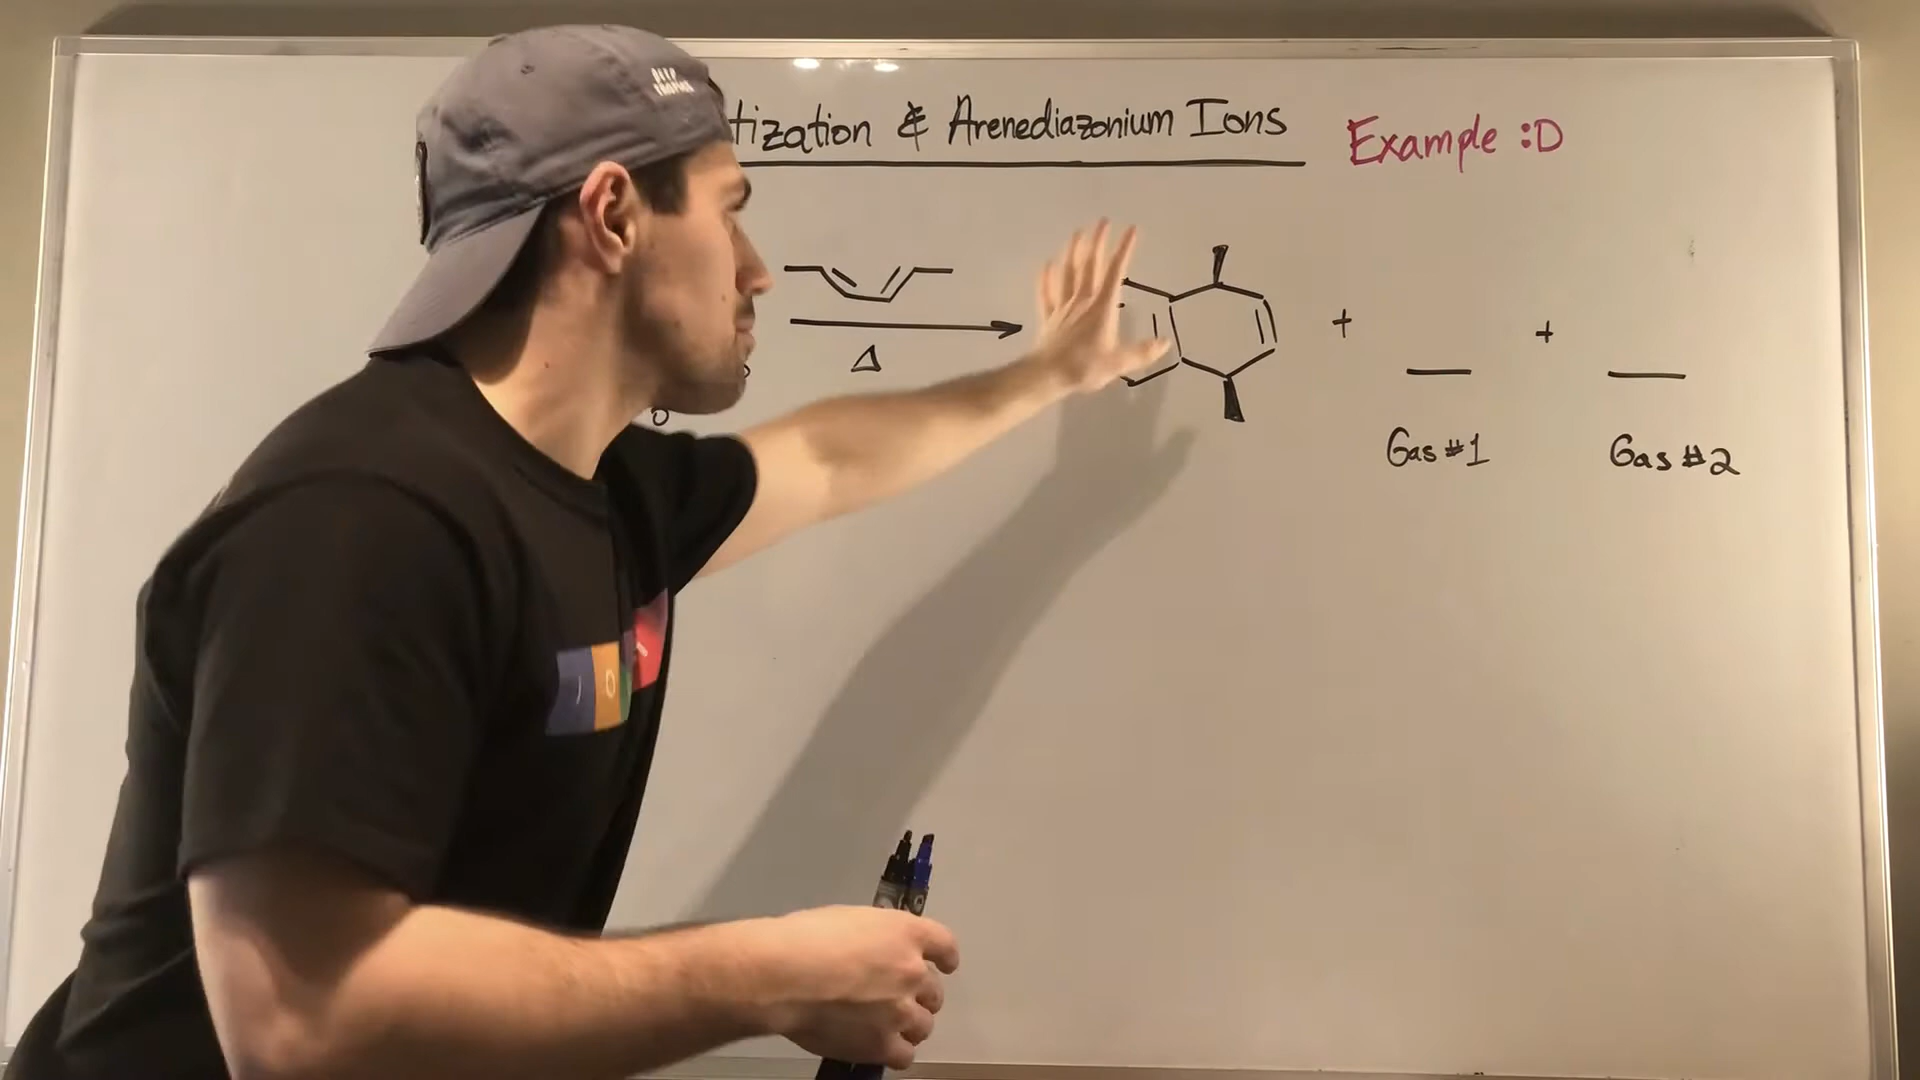 tization & Arenediazonium Ions
Example :D
Δ
+
+
Gas #1
Gas #2